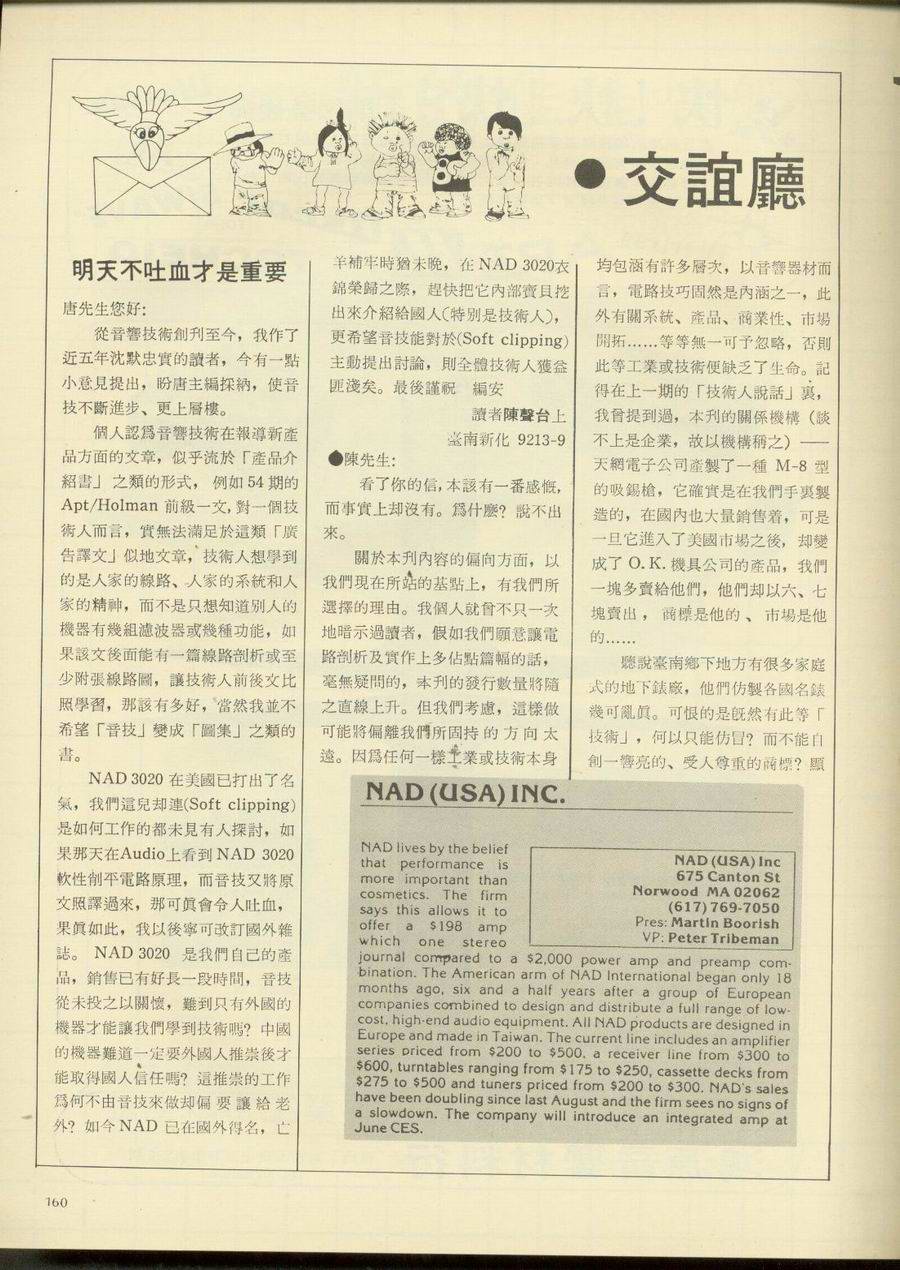 ● 交誼廳
明天不吐血才是重要
唐先生您好:
從音響技術創刊至今，我作了
近五年沈默忠實的讀者，今有一點
小意見提出，盼唐主編採納，使音
技不斷進步、更上層樓。
個人認爲音響技術在報導新產
品方面的文章，似乎流於「產品介
紹書」之類的形式，例如54期的
Apt/Holman 前級一文,對一個技
術人而言，實無法滿足於這類「廣
告譯文」似地文章，技術人想學到
的是人家的線路、人家的系統和人
家的精神，而不是只想知道別人的
機器有幾組濾波器或幾種功能，如
果該文後面能有一篇線路剖析或至
少附張線路圖，讓技術人前後文比
照學習，那該有多好，當然我並不
希望「音技」變成「圖集」之類的
書。
NAD 3020 在美國已打出了名
氣，我們這兒却連(Soft clipping)
是如何工作的都未見有人探討，如
果那天在Audio上看到 NAD 3020
軟性削平電路原理，而音技又將原
文照譯過來，那可眞會令人吐血，
果眞如此，我以後寧可改訂國外雜
誌。 NAD 3020 是我們自己的產
品，銷售已有好長一段時間，音技
從未投之以關懷，難到只有外國的
機器才能讓我們學到技術嗎？中國
的機器難道一定要外國人推崇後才
能取得國人信任嗎？這推崇的工作
爲何不由音技來做却偏要讓給老
外？如今 NAD 已在國外得名，亡
羊補牢時猶未晚，在 NAD 3020衣
錦榮歸之際，趕快把它內部寶貝挖
出來介紹給國人(特別是技術人)，
更希望音技能對於(Soft clipping)
主動提出討論，則全體技術人獲益
匪淺矣。最後謹祝　編安
讀者陳聲台上
臺南新化 9213-9
●陳先生:
看了你的信,本該有一番感慨,
而事實上却沒有。爲什麼？說不出
來。
關於本刊內容的偏向方面，以
我們現在所站的基點上，有我們所
選擇的理由。我個人就曾不只一次
地暗示過讀者，假如我們願意讓電
路剖析及實作上多佔點篇幅的話，
毫無疑問的，本刊的發行數量將隨
之直線上升。但我們考慮，這樣做
可能將偏離我們所固持的方向太
遠。因爲任何一樣工業或技術本身
均包涵有許多層次，以音響器材而
言，電路技巧固然是內涵之一，此
外有關系統、產品、商業性、市場
開拓……等等無一可予忽略，否則
此等工業或技術便缺乏了生命。記
得在上一期的「技術人說話」裏，
我曾提到過，本刊的關係機構（談
不上是企業，故以機構稱之）——
天網電子公司產製了一種 M-8 型
的吸錫槍，它確實是在我們手裏製
造的，在國內也大量銷售着，可是
一旦它進入了美國市場之後，却變
成了 O.K. 機具公司的產品，我們
一塊多賣給他們，他們却以六、七
塊賣出，商標是他的、市場是他
的……
聽說臺南鄉下地方有很多家庭
式的地下錶廠，他們仿製各國名錶
幾可亂眞。可恨的是旣然有此等「
技術」，何以只能仿冒？而不能自
創一響亮的、受人尊重的商標？顯
NAD (USA) INC.
NAD lives by the belief
that performance is
more important than
cosmetics. The firm
says this allows it to
offer a $198 amp
which one stereo
journal compared to a $2,000 power amp and preamp com-
bination. The American arm of NAD International began only 18
months ago, six and a half years after a group of European
companies combined to design and distribute a full range of low-
cost, high-end audio equipment. All NAD products are designed in
Europe and made in Taiwan. The current line includes an amplifier
series priced from $200 to $500, a receiver line from $300 to
$600, turntables ranging from $175 to $250, cassette decks from
$275 to $500 and tuners priced from $200 to $300. NAD's sales
have been doubling since last August and the firm sees no signs of
a slowdown. The company will introduce an integrated amp at
June CES.
NAD (USA) Inc
675 Canton St
Norwood MA 02062
(617) 769-7050
Pres: Martin Boorish
VP: Peter Tribeman
160